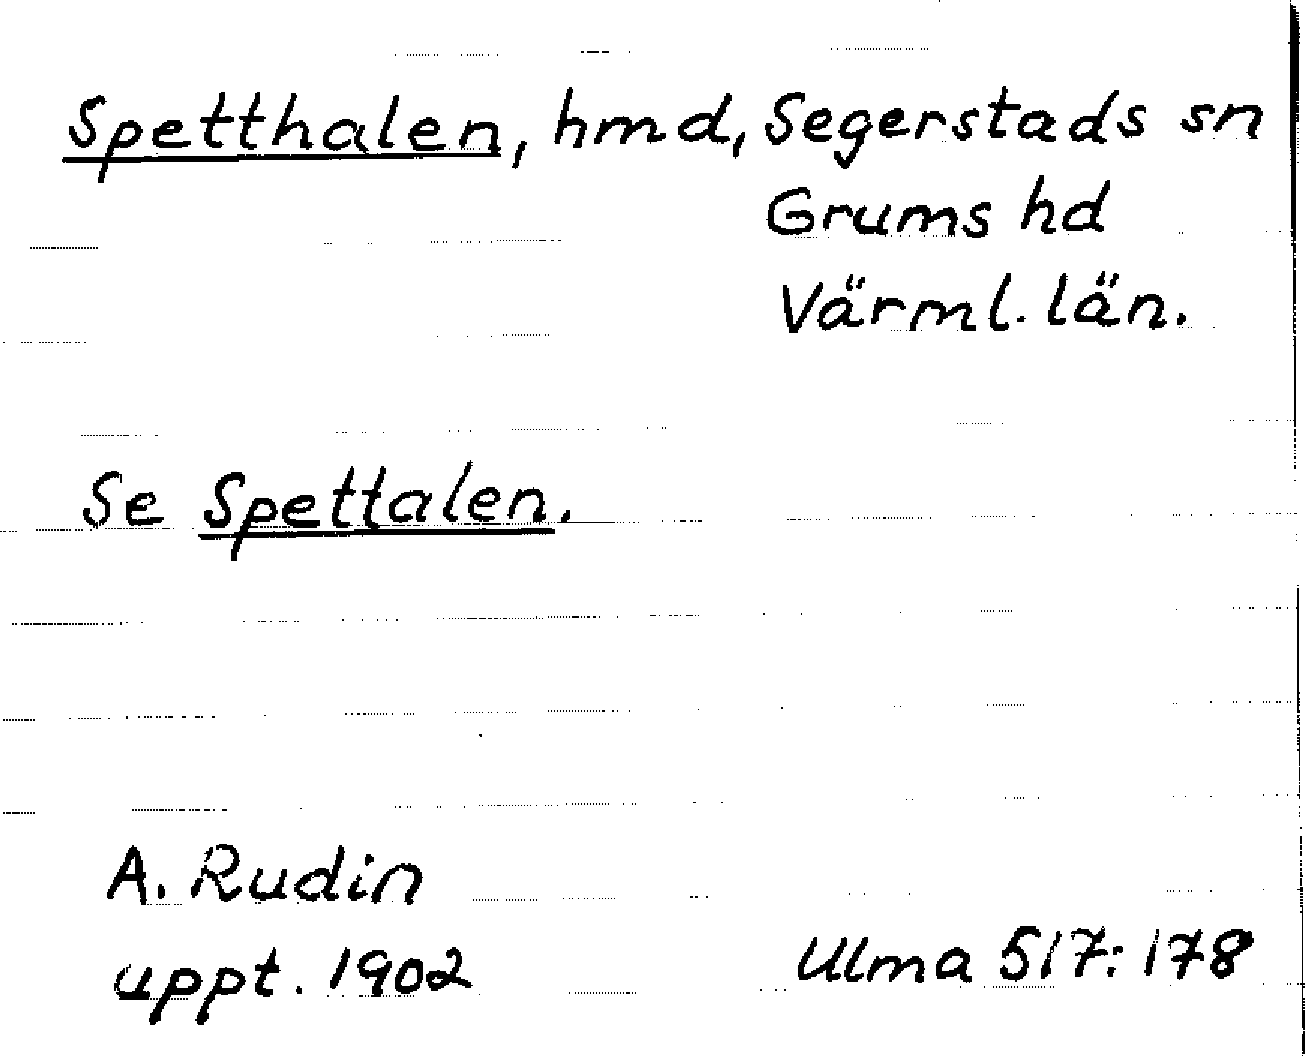 Spetthalen, hmd, Segerstads sn
Grums hd
Värml. län.
Se Spettalen.
A. Rudin
uppt. 1902
Ulma 517:178